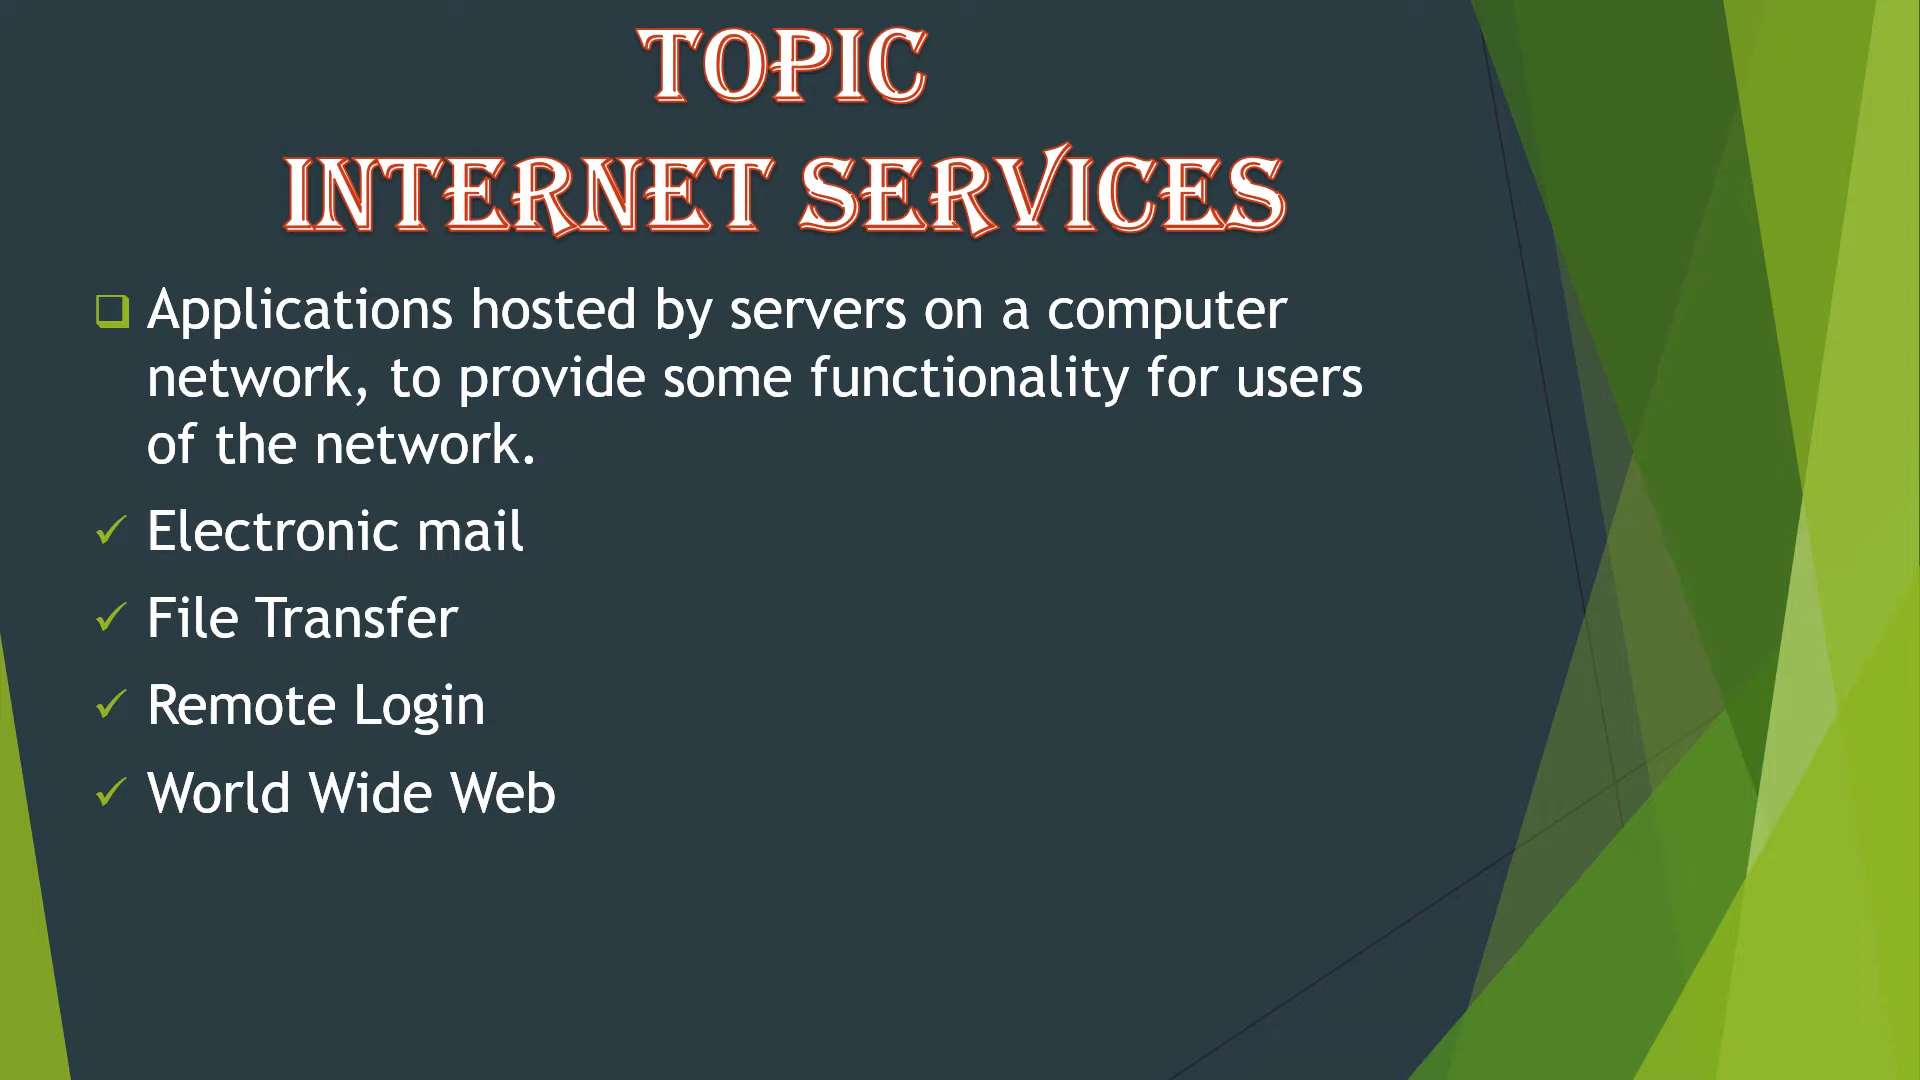 TOPIC
INTERNET SERVICES
Applications hosted by servers on a computer
network, to provide some functionality for users
of the network.
Electronic mail
File Transfer
Remote Login
World Wide Web